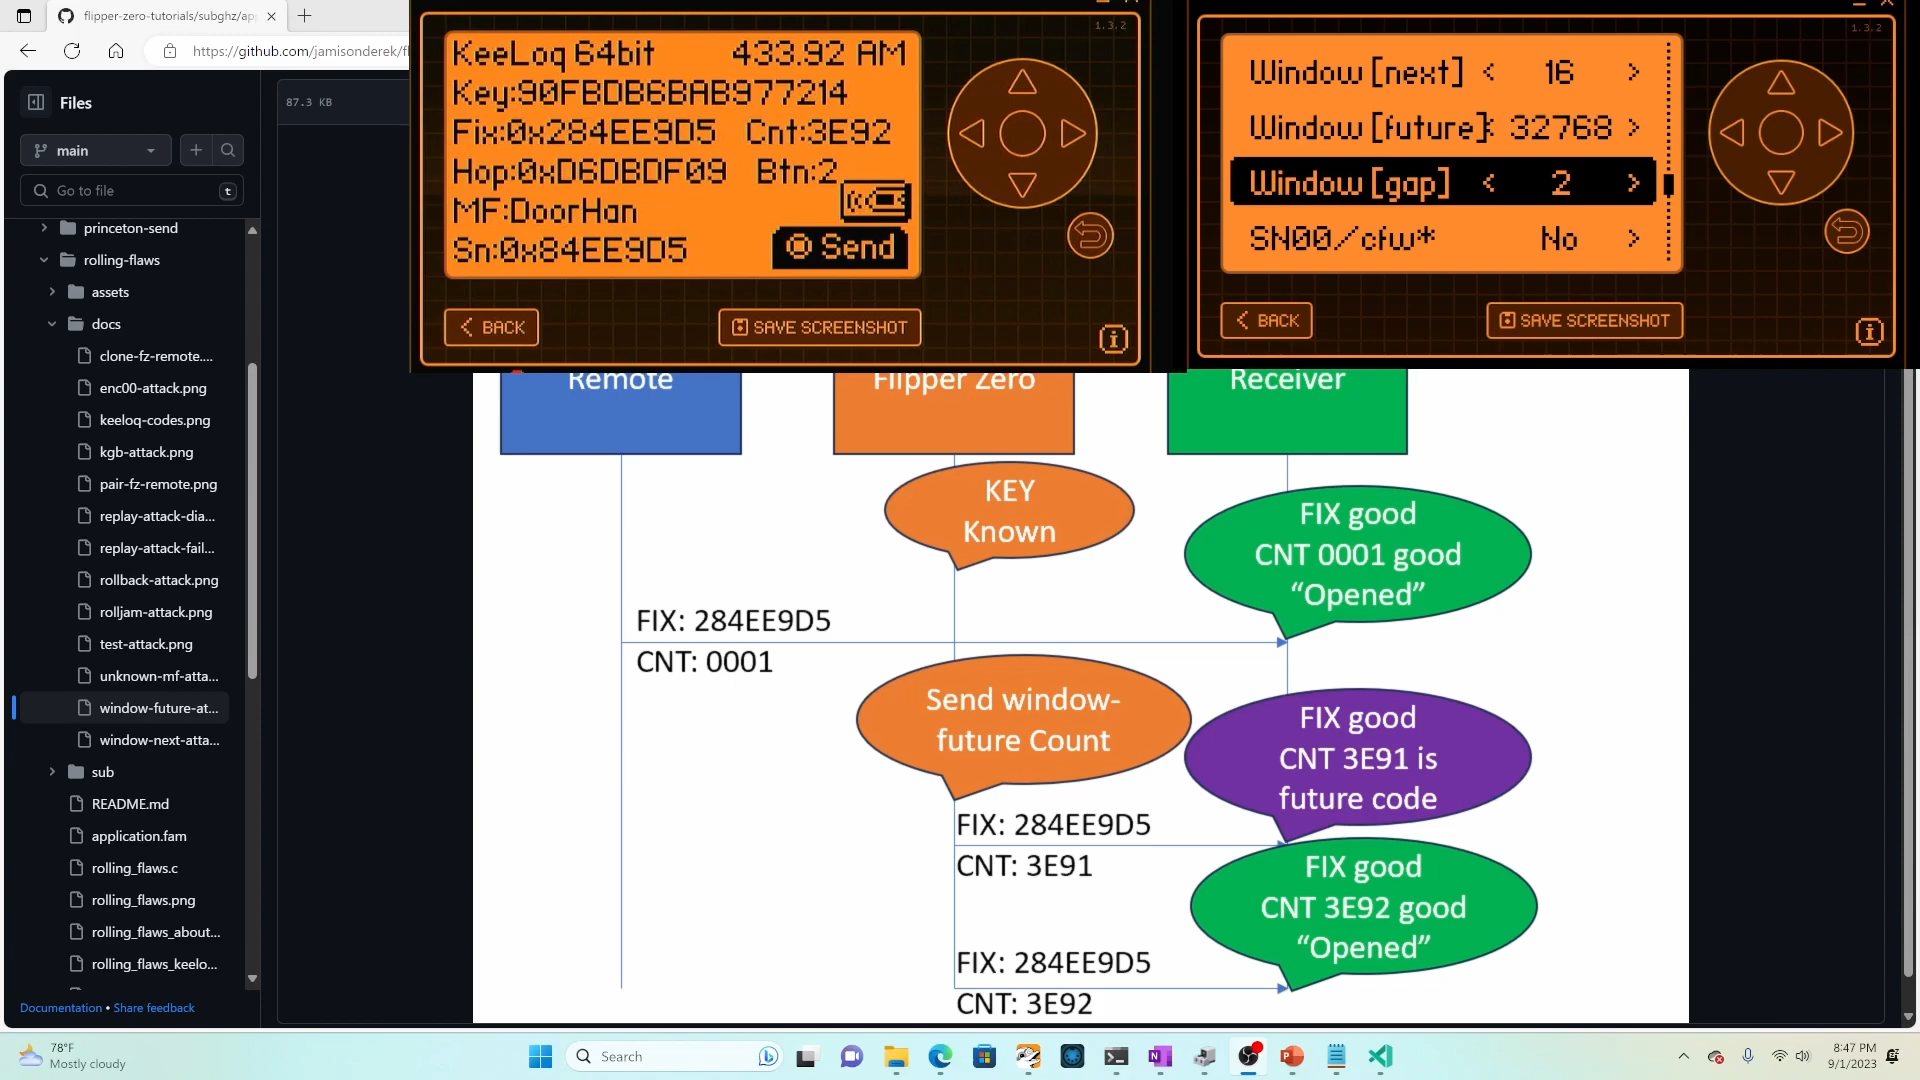 flipper-zero-tutorials/subghz/ap
https://github.com/jamisonderek/fl
Files
main
Go to file
t
princeton-send
rolling-flaws
assets
docs
clone-fz-remote....
enc00-attack.png
keeloq-codes.png
kgb-attack.png
pair-fz-remote.png
replay-attack-dia...
replay-attack-fail...
rollback-attack.png
rolljam-attack.png
test-attack.png
unknown-mf-atta...
window-future-at...
window-next-atta...
sub
README.md
application.fam
rolling_flaws.c
rolling_flaws.png
rolling_flaws_about...
rolling_flaws_keelo...
Documentation • Share feedback
87.3 KB
1.3.2
KeeLoq 64bit 433.92 AM
Key:90FBDB6BAB977214
Fix:0x284EE9D5 Cnt:3E92
Hop:0xD6DBDF09 Btn:2
MF:DoorHan
Sn:0x84EE9D5
Send
BACK
SAVE SCREENSHOT
1.3.2
Window [next] < 16 >
Window [future]: 32768 >
Window [gap] < 2 >
SN00/cfw* No >
BACK
SAVE SCREENSHOT
Remote
Flipper Zero
Receiver
KEY
Known
FIX good
CNT 0001 good
“Opened”
FIX: 284EE9D5
CNT: 0001
Send window-
future Count
FIX good
CNT 3E91 is
future code
FIX: 284EE9D5
CNT: 3E91
FIX good
CNT 3E92 good
“Opened”
FIX: 284EE9D5
CNT: 3E92
78°F
Mostly cloudy
Search
8:47 PM
9/1/2023